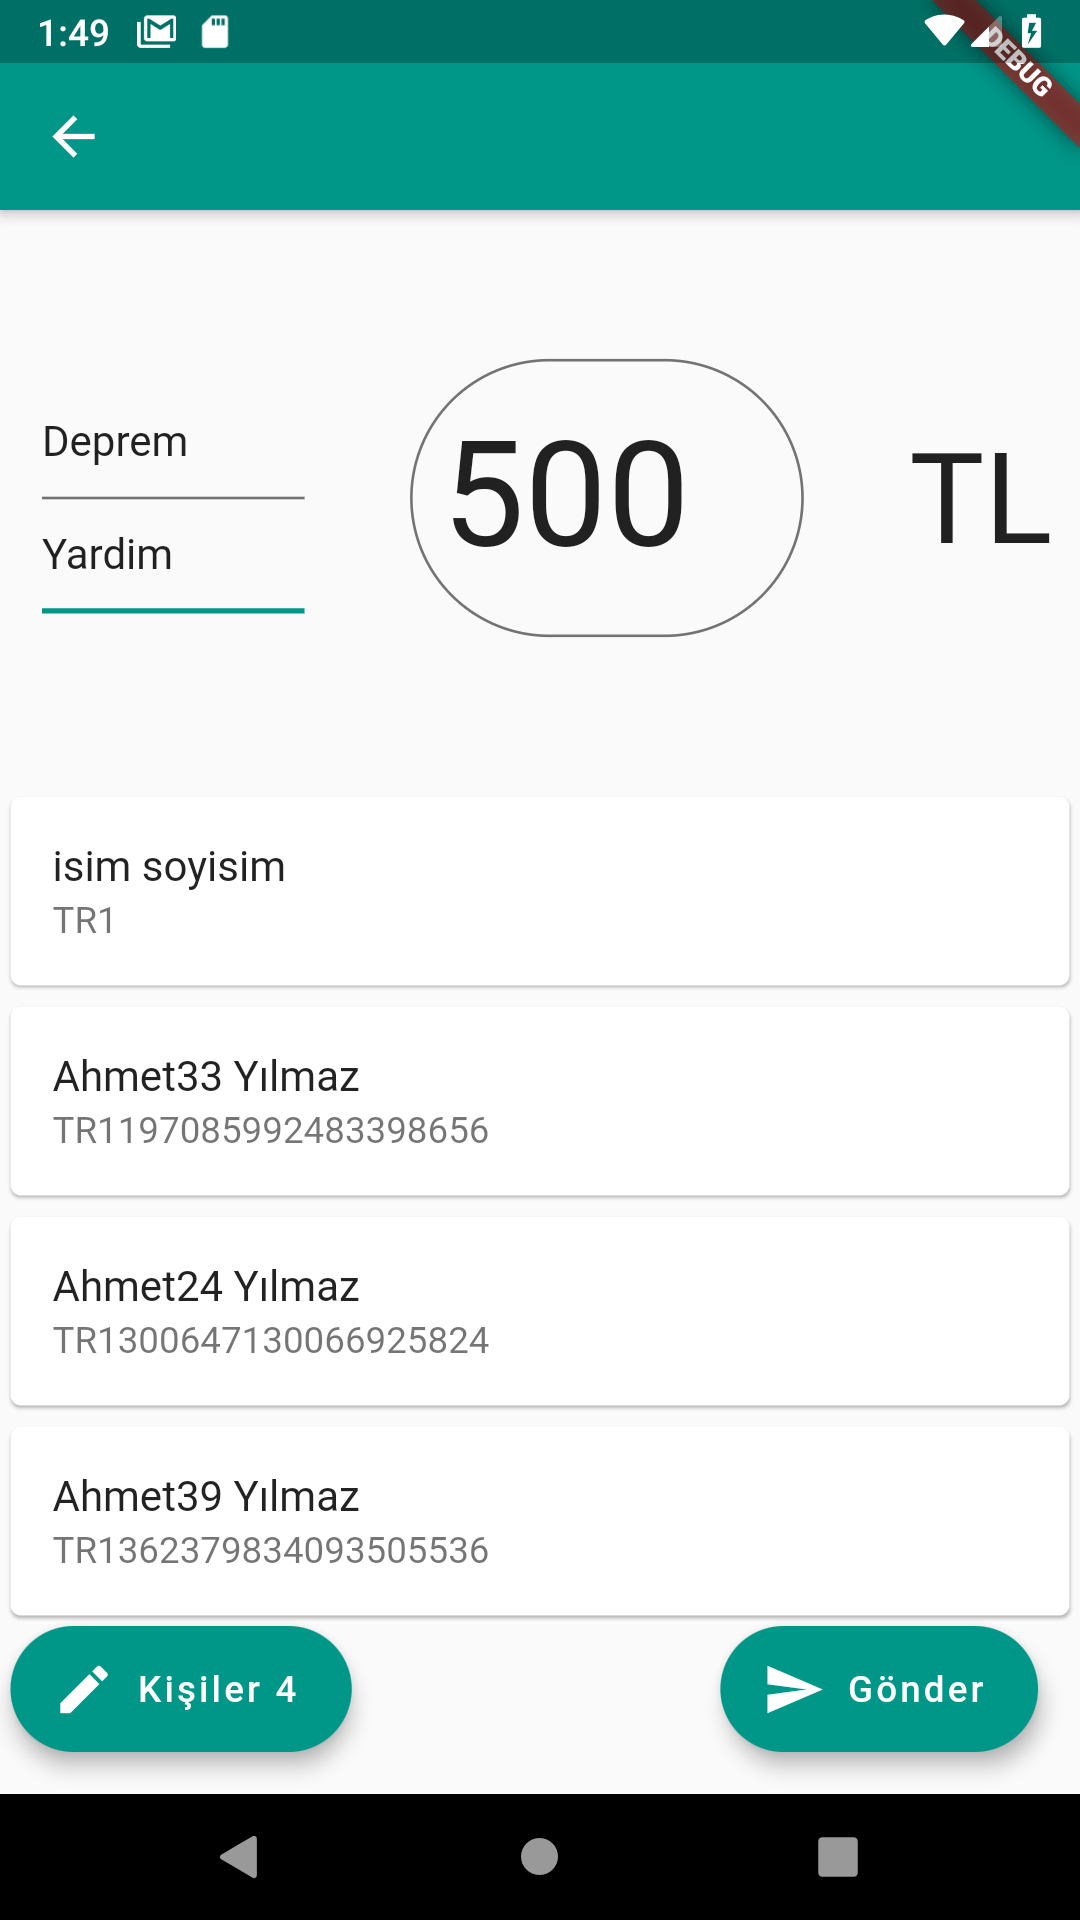 1:49
DEBUG
Deprem
Yardim
500
TL
isim soyisim
TR1
Ahmet33 Yılmaz
TR1197085992483398656
Ahmet24 Yılmaz
TR1300647130066925824
Ahmet39 Yılmaz
TR1362379834093505536
Kişiler 4
Gönder